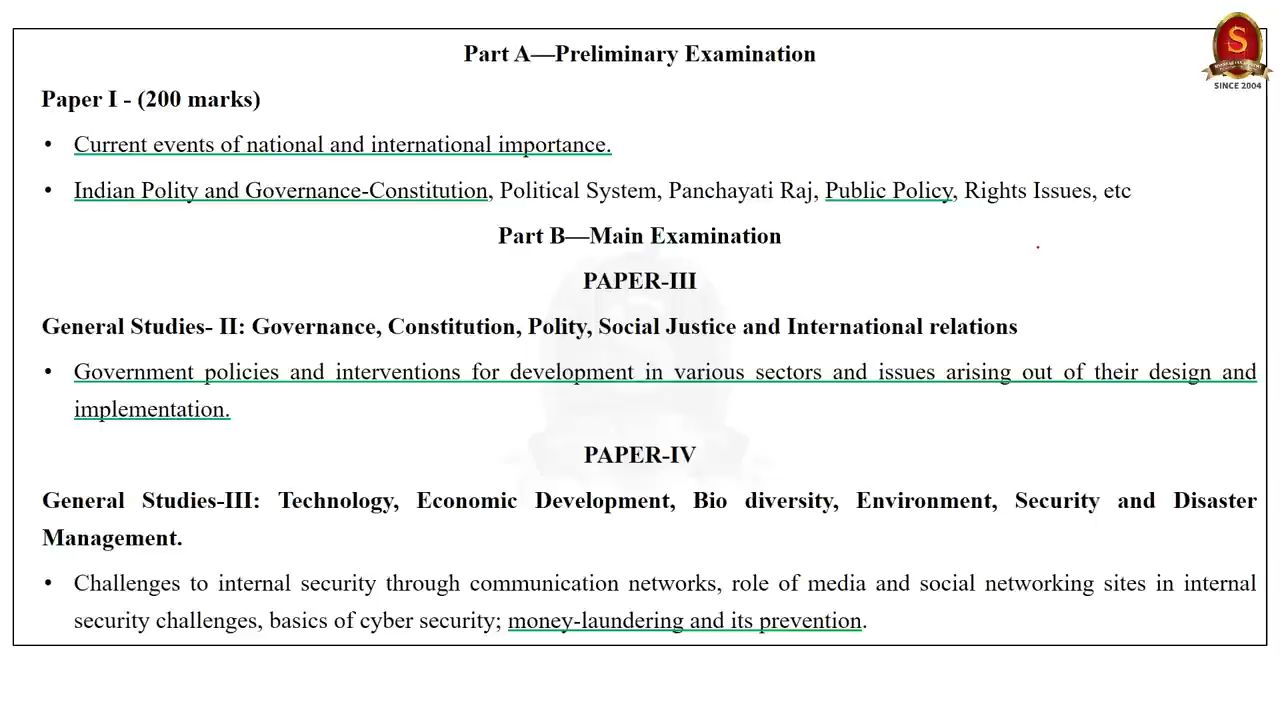 Part A—Preliminary Examination
Paper I - (200 marks)
• Current events of national and international importance.
• Indian Polity and Governance-Constitution, Political System, Panchayati Raj, Public Policy, Rights Issues, etc
Part B—Main Examination
PAPER-III
General Studies- II: Governance, Constitution, Polity, Social Justice and International relations
• Government policies and interventions for development in various sectors and issues arising out of their design and
implementation.
PAPER-IV
General Studies-III: Technology, Economic Development, Bio diversity, Environment, Security and Disaster
Management.
• Challenges to internal security through communication networks, role of media and social networking sites in internal
security challenges, basics of cyber security; money-laundering and its prevention.
S
SINCE 2004